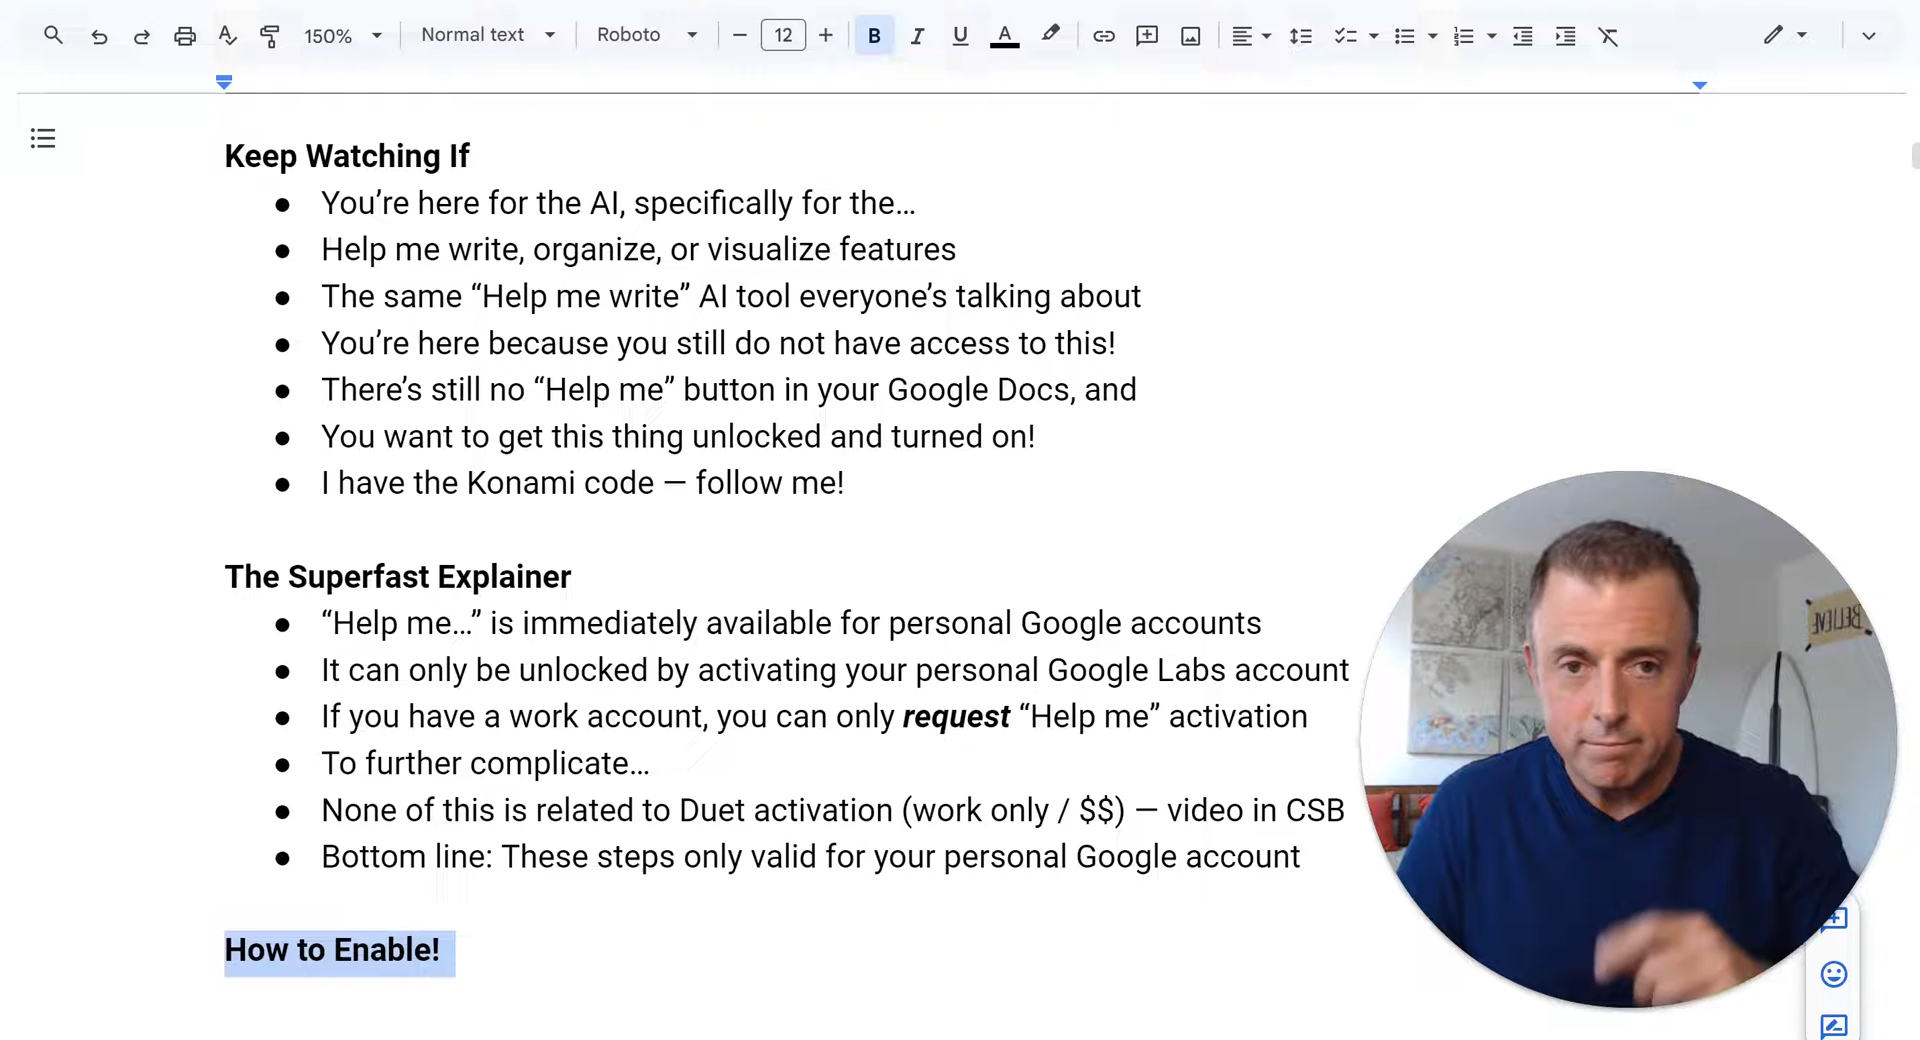 150%
Normal text
Roboto
12
B
I
U
A
Keep Watching If
● You’re here for the AI, specifically for the…
● Help me write, organize, or visualize features
● The same “Help me write” AI tool everyone’s talking about
● You’re here because you still do not have access to this!
● There’s still no “Help me” button in your Google Docs, and
● You want to get this thing unlocked and turned on!
● I have the Konami code — follow me!
The Superfast Explainer
● “Help me…” is immediately available for personal Google accounts
● It can only be unlocked by activating your personal Google Labs account
● If you have a work account, you can only request “Help me” activation
● To further complicate…
● None of this is related to Duet activation (work only / $$) — video in CSB
● Bottom line: These steps only valid for your personal Google account
How to Enable!
BELIEVE